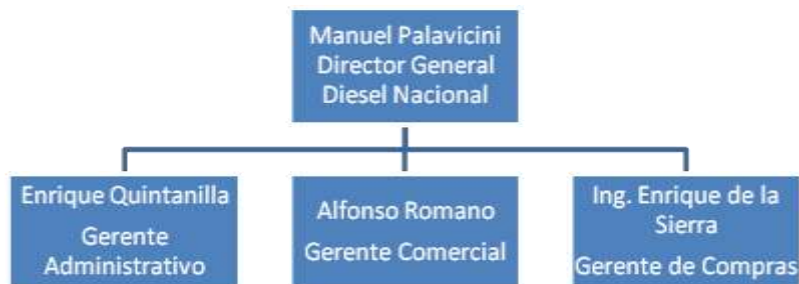 Manuel Palavicini
Director General
Diesel Nacional
Enrique Quintanilla
Gerente
Administrativo
Alfonso Romano
Gerente Comercial
Ing. Enrique de la
Sierra
Gerente de Compras